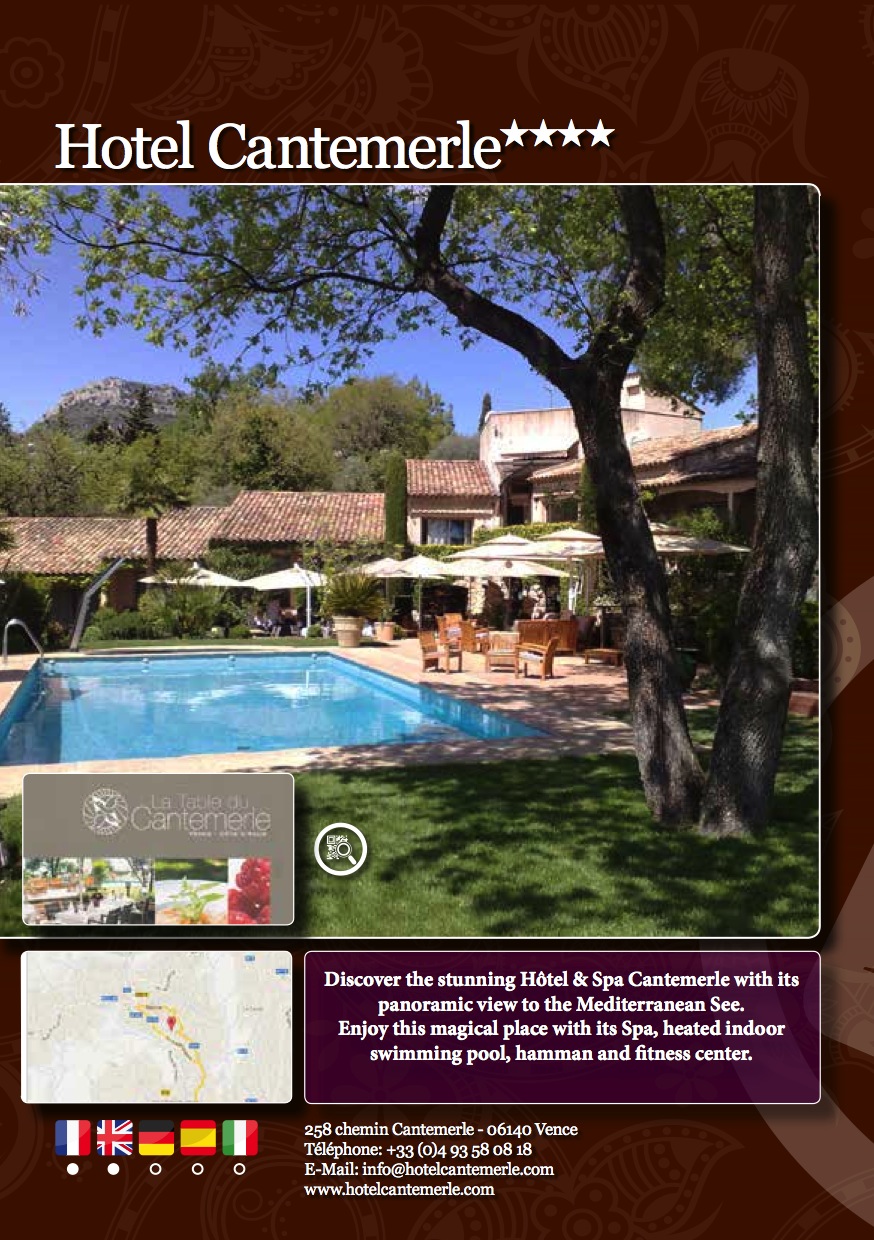 Hotel Cantemerle★★★★
La Table du
Cantemerle
Discover the stunning Hôtel & Spa Cantemerle with its
panoramic view to the Mediterranean See.
Enjoy this magical place with its Spa, heated indoor
swimming pool, hamman and fitness center.
258 chemin Cantemerle - 06140 Vence
Téléphone: +33 (0)4 93 58 08 18
E-Mail: info@hotelcantemerle.com
www.hotelcantemerle.com